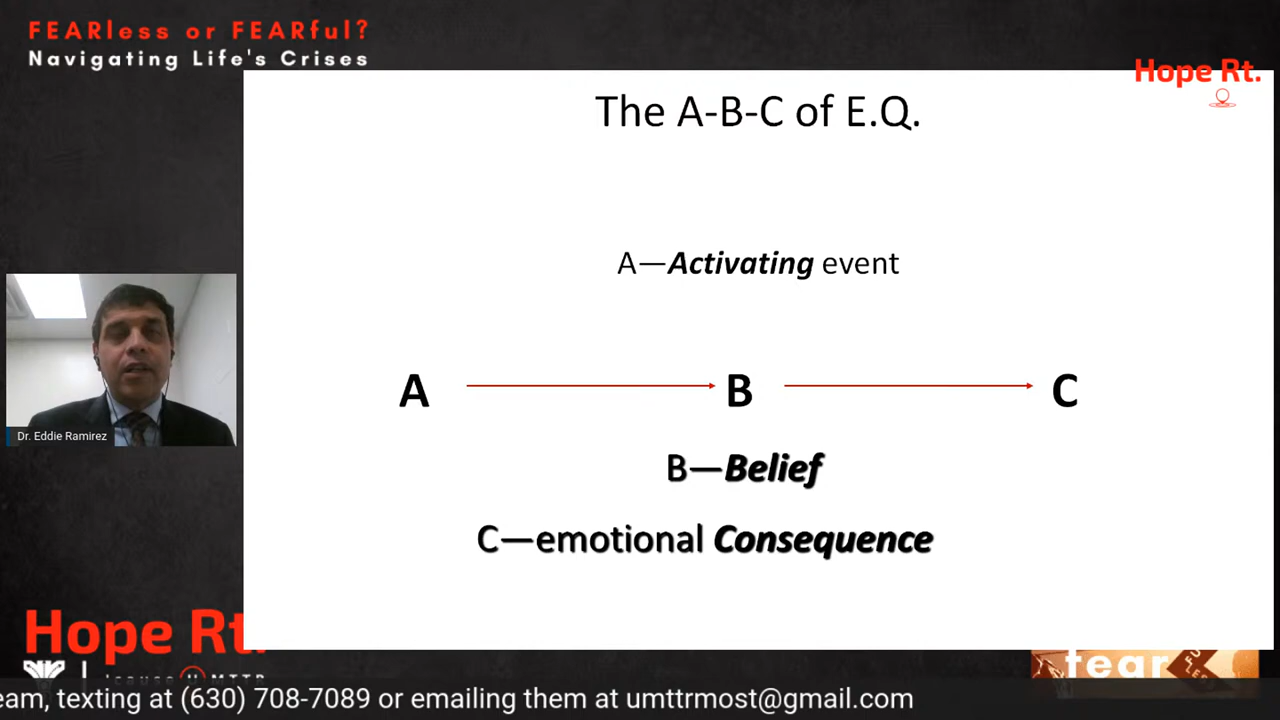 FEARless or FEARful?
Navigating Life's Crises
Hope Rt.
The A-B-C of E.Q.
A—Activating event
A B C
B—Belief
C—emotional Consequence
Dr. Eddie Ramirez
Hope Rt.
fear
eam, texting at (630) 708-7089 or emailing them at umttrmost@gmail.com